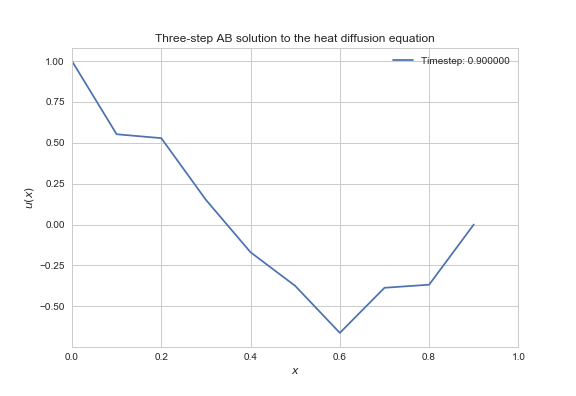 Three-step AB solution to the heat diffusion equation
Timestep: 0.900000
1.00
0.75
0.50
0.25
0.00
−0.25
−0.50
u(x)
0.0 0.2 0.4 0.6 0.8 1.0
x